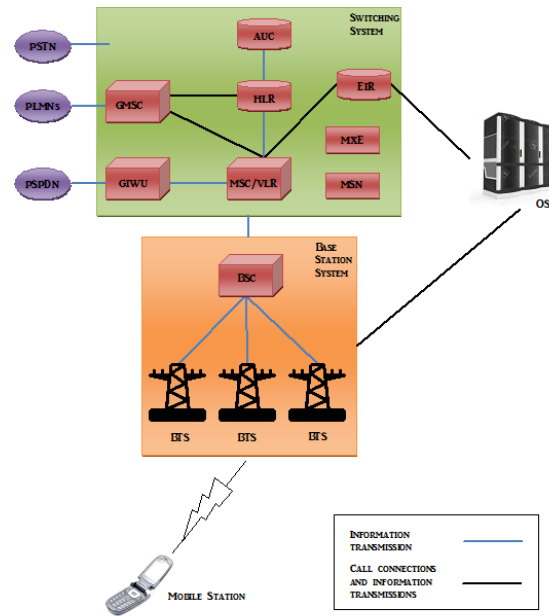 SWITCHING
SYSTEM
AUC
PSTN
EIR
PLMNS
GMSC
HLR
MXE
PSPDN
GIWU
MSC/VLR
MSN
OS
BASE
STATION
SYSTEM
BSC
BTS
BTS
BTS
INFORMATION
TRANSMISSION
CALL CONNECTIONS
AND INFORMATION
TRANSMISSIONS
MOBILE STATION